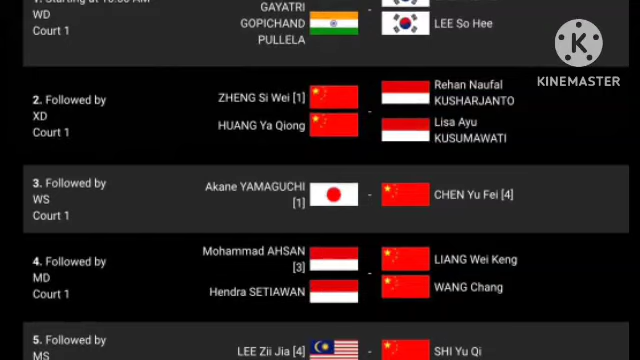 GAYATRI
WD
GOPICHAND
LEE So Hee
Court 1
PULLELA
KINEMASTER
2. Followed by
XD
Court 1
ZHENG Si Wei [1]
HUANG Ya Qiong
-
Rehan Naufal
KUSHARJANTO
Lisa Ayu
KUSUMAWATI
3. Followed by
WS
Court 1
Akane YAMAGUCHI
[1]
-
CHEN Yu Fei [4]
4. Followed by
MD
Court 1
Mohammad AHSAN
[3]
Hendra SETIAWAN
-
LIANG Wei Keng
WANG Chang
5. Followed by
MS
LEE Zii Jia [4]
-
SHI Yu Qi